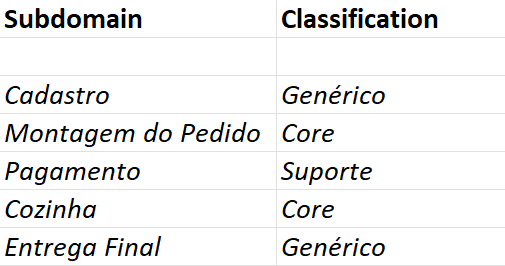 Subdomain Classification
Cadastro Genérico
Montagem do Pedido Core
Pagamento Suporte
Cozinha Core
Entrega Final Genérico